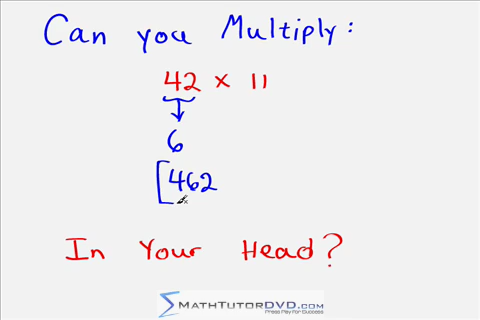 Can you Multiply:
42 × 11
6
[462
In Your Head?
MathTutorDVD.com
Press Play For Success